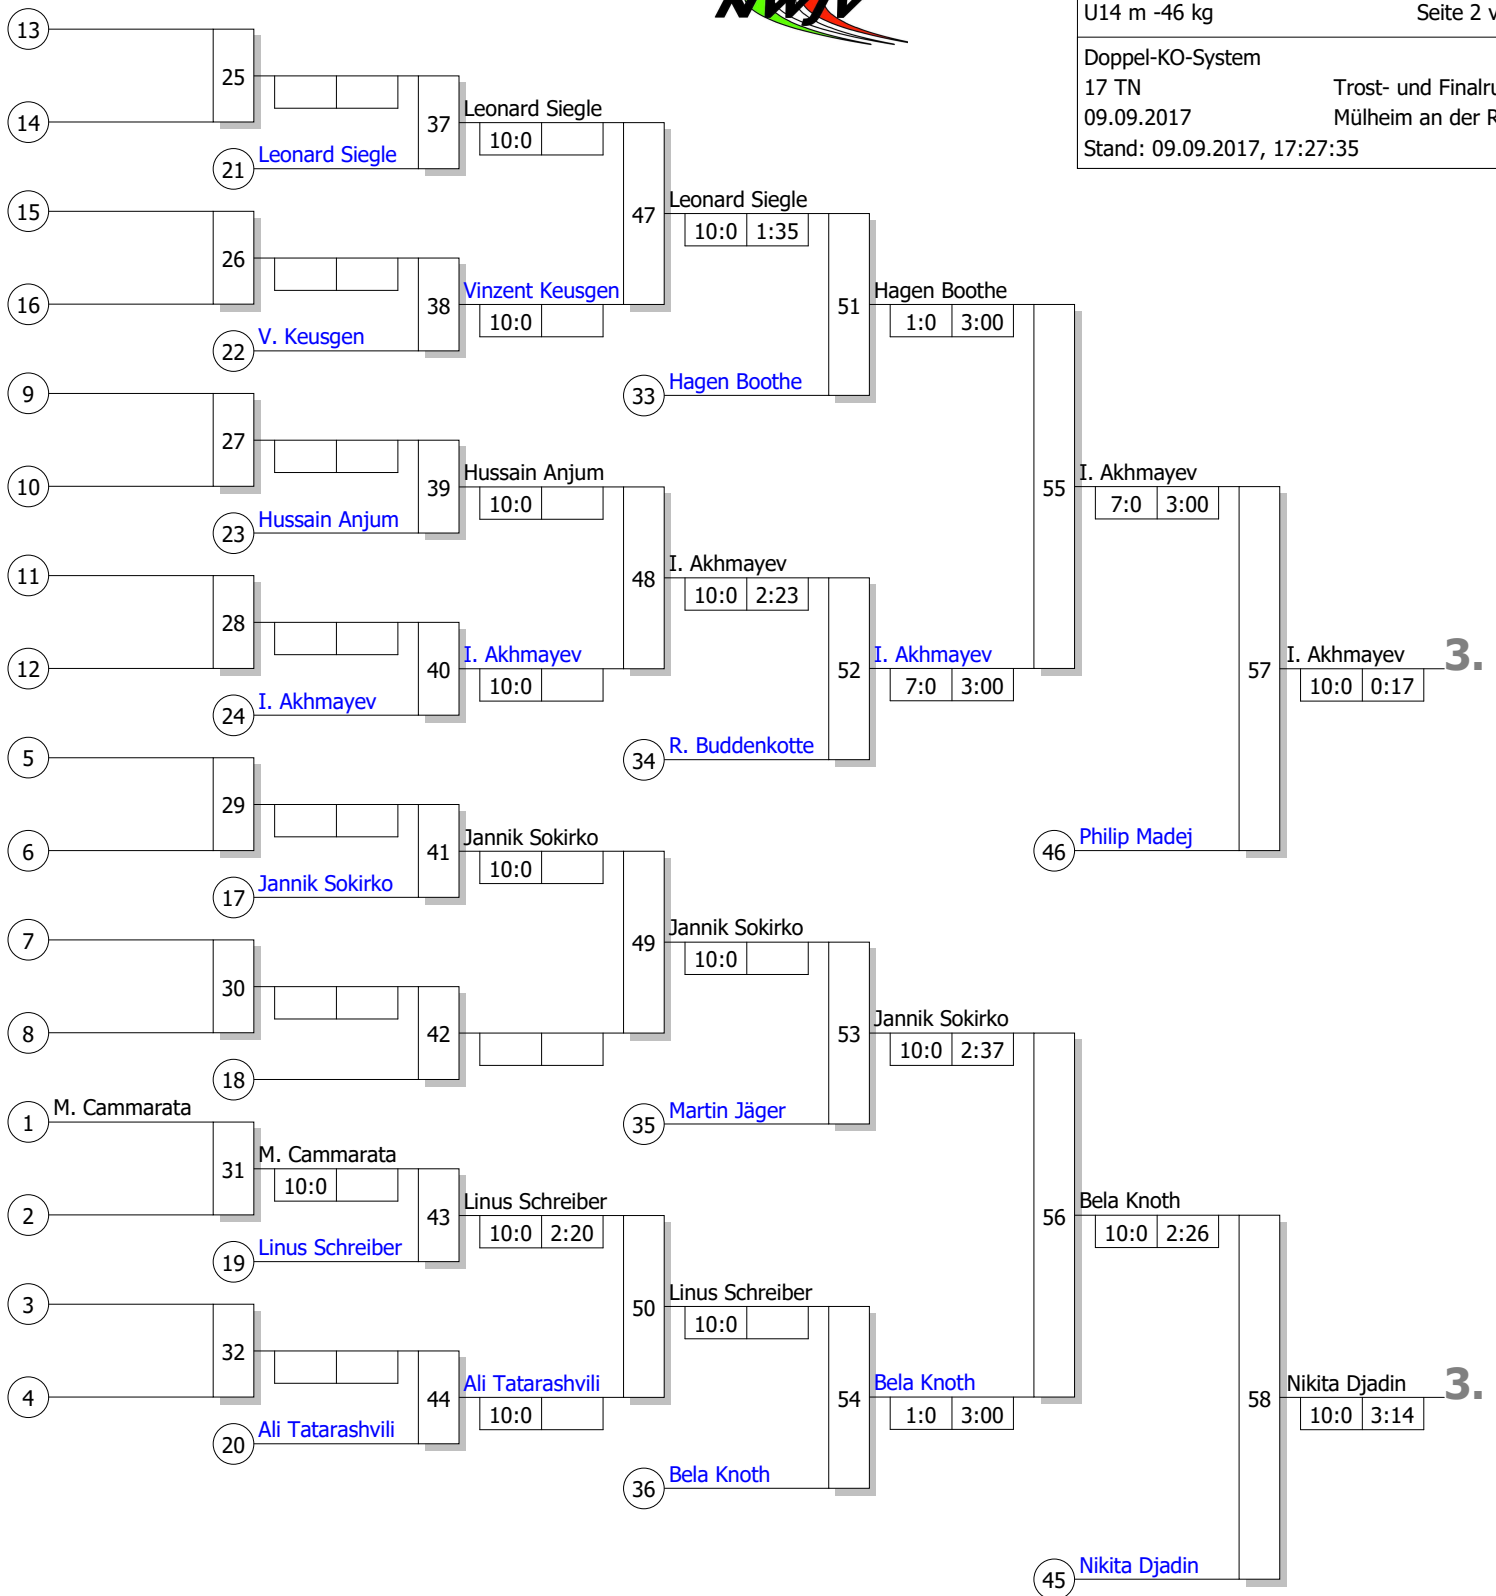 NWJV
U14 m -46 kg Seite 2 v
Doppel-KO-System
17 TN Trost- und Finalru
09.09.2017 Mülheim an der R
Stand: 09.09.2017, 17:27:35
13
25
14
37
Leonard Siegle
10:0
21
Leonard Siegle
15
47
Leonard Siegle
10:0 1:35
26
16
38
Vinzent Keusgen
10:0
22
V. Keusgen
51
Hagen Boothe
1:0 3:00
9
33
Hagen Boothe
27
10
39
Hussain Anjum
10:0
23
Hussain Anjum
55
I. Akhmayev
7:0 3:00
11
48
I. Akhmayev
10:0 2:23
28
12
40
I. Akhmayev
10:0
24
I. Akhmayev
52
I. Akhmayev
7:0 3:00
57
I. Akhmayev
10:0 0:17
3.
5
34
R. Buddenkotte
29
6
41
Jannik Sokirko
10:0
46
Philip Madej
17
Jannik Sokirko
7
49
Jannik Sokirko
10:0
30
8
42
18
53
Jannik Sokirko
10:0 2:37
1
M. Cammarata
35
Martin Jäger
31
M. Cammarata
10:0
2
43
Linus Schreiber
10:0 2:20
19
Linus Schreiber
56
Bela Knoth
10:0 2:26
3
50
Linus Schreiber
10:0
32
4
44
Ali Tatarashvili
10:0
20
Ali Tatarashvili
54
Bela Knoth
1:0 3:00
58
Nikita Djadin
10:0 3:14
3.
36
Bela Knoth
45
Nikita Djadin